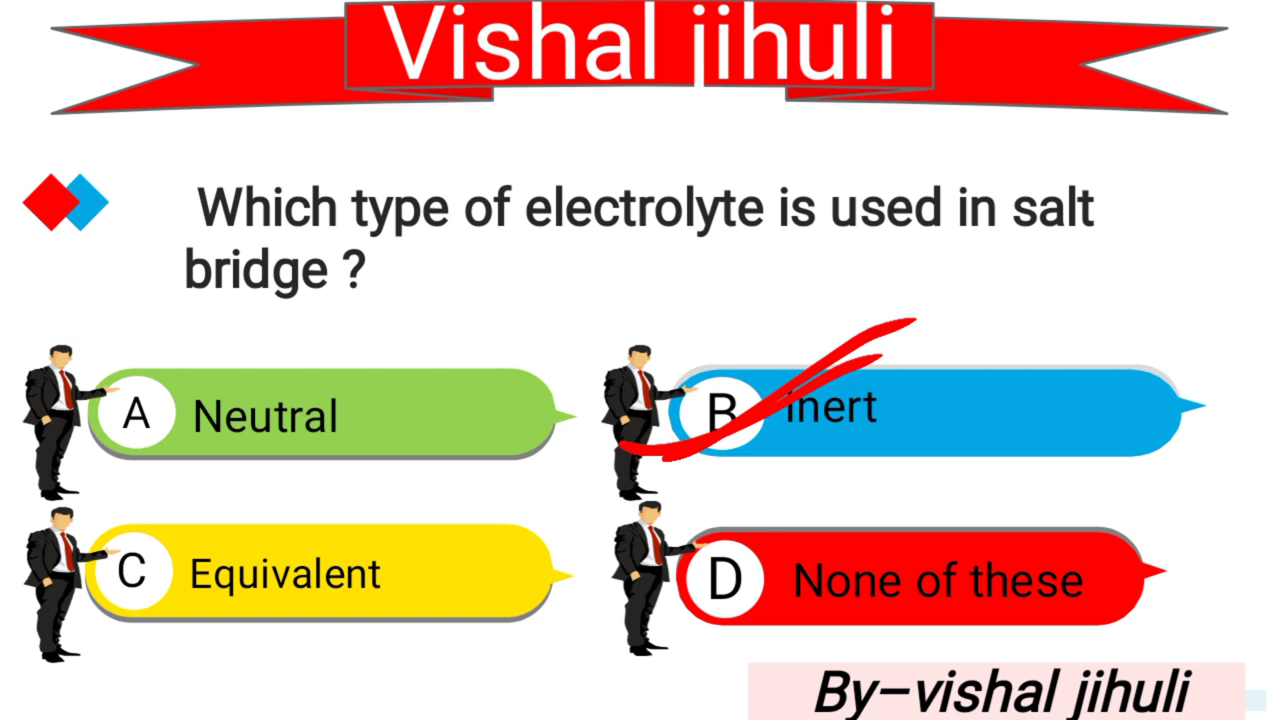 Vishal jihuli
Which type of electrolyte is used in salt
bridge ?
A Neutral
B inert
C Equivalent
D None of these
By-vishal jihuli